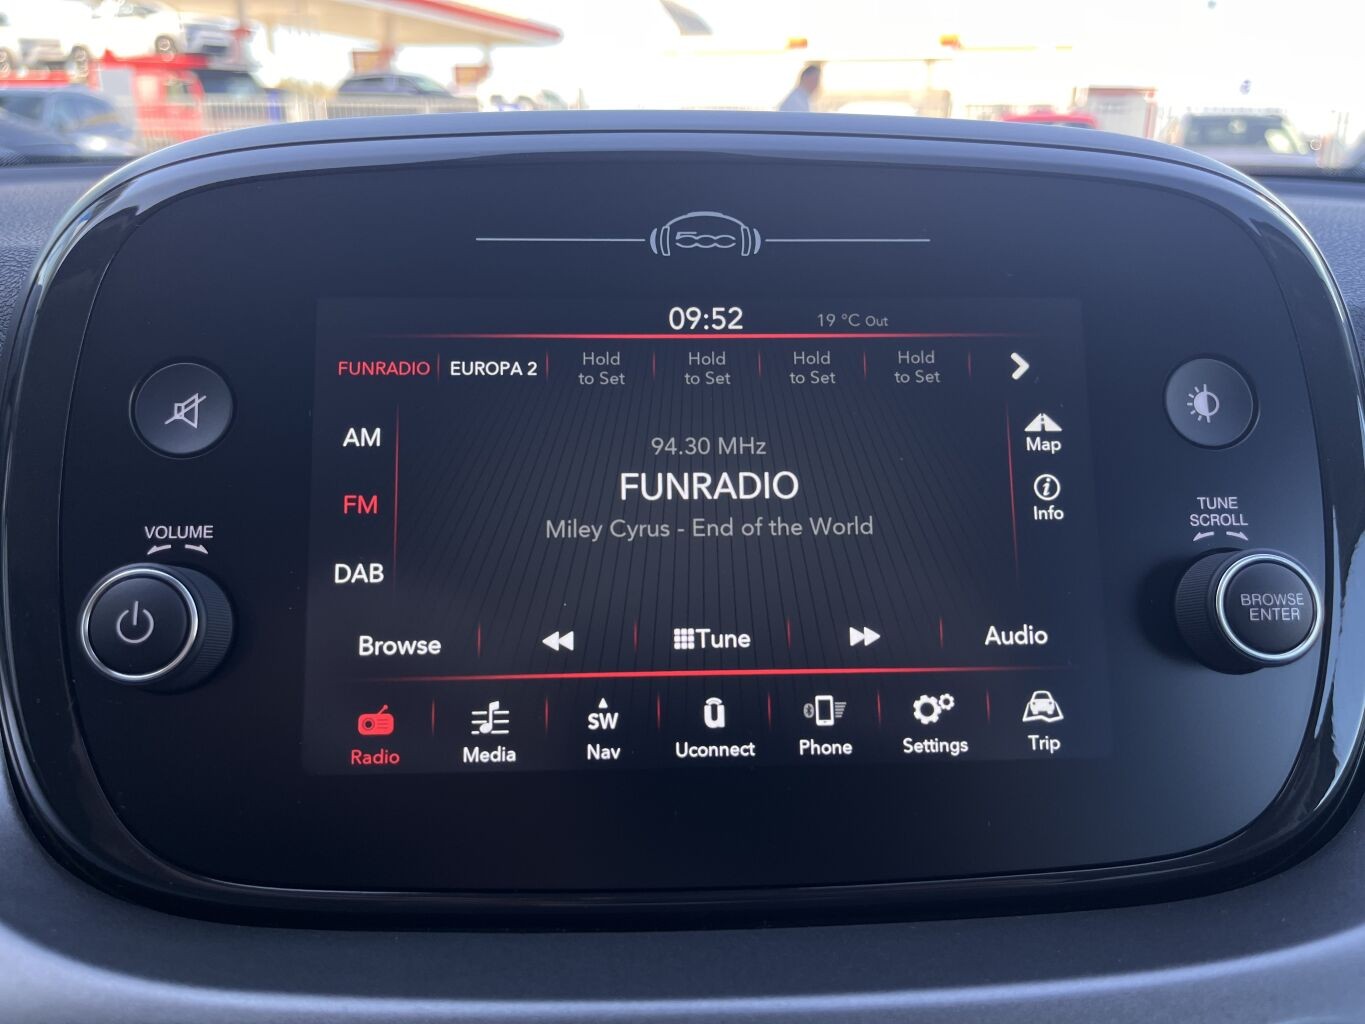 500
09:52 19 °C Out
FUNRADIO EUROPA 2 Hold to Set Hold to Set Hold to Set Hold to Set
AM
94.30 MHz
Map
FUNRADIO
FM
Info
Miley Cyrus - End of the World
TUNE
SCROLL
VOLUME
DAB
BROWSE
ENTER
Browse Tune Audio
Radio Media SW Nav Uconnect Phone Settings Trip